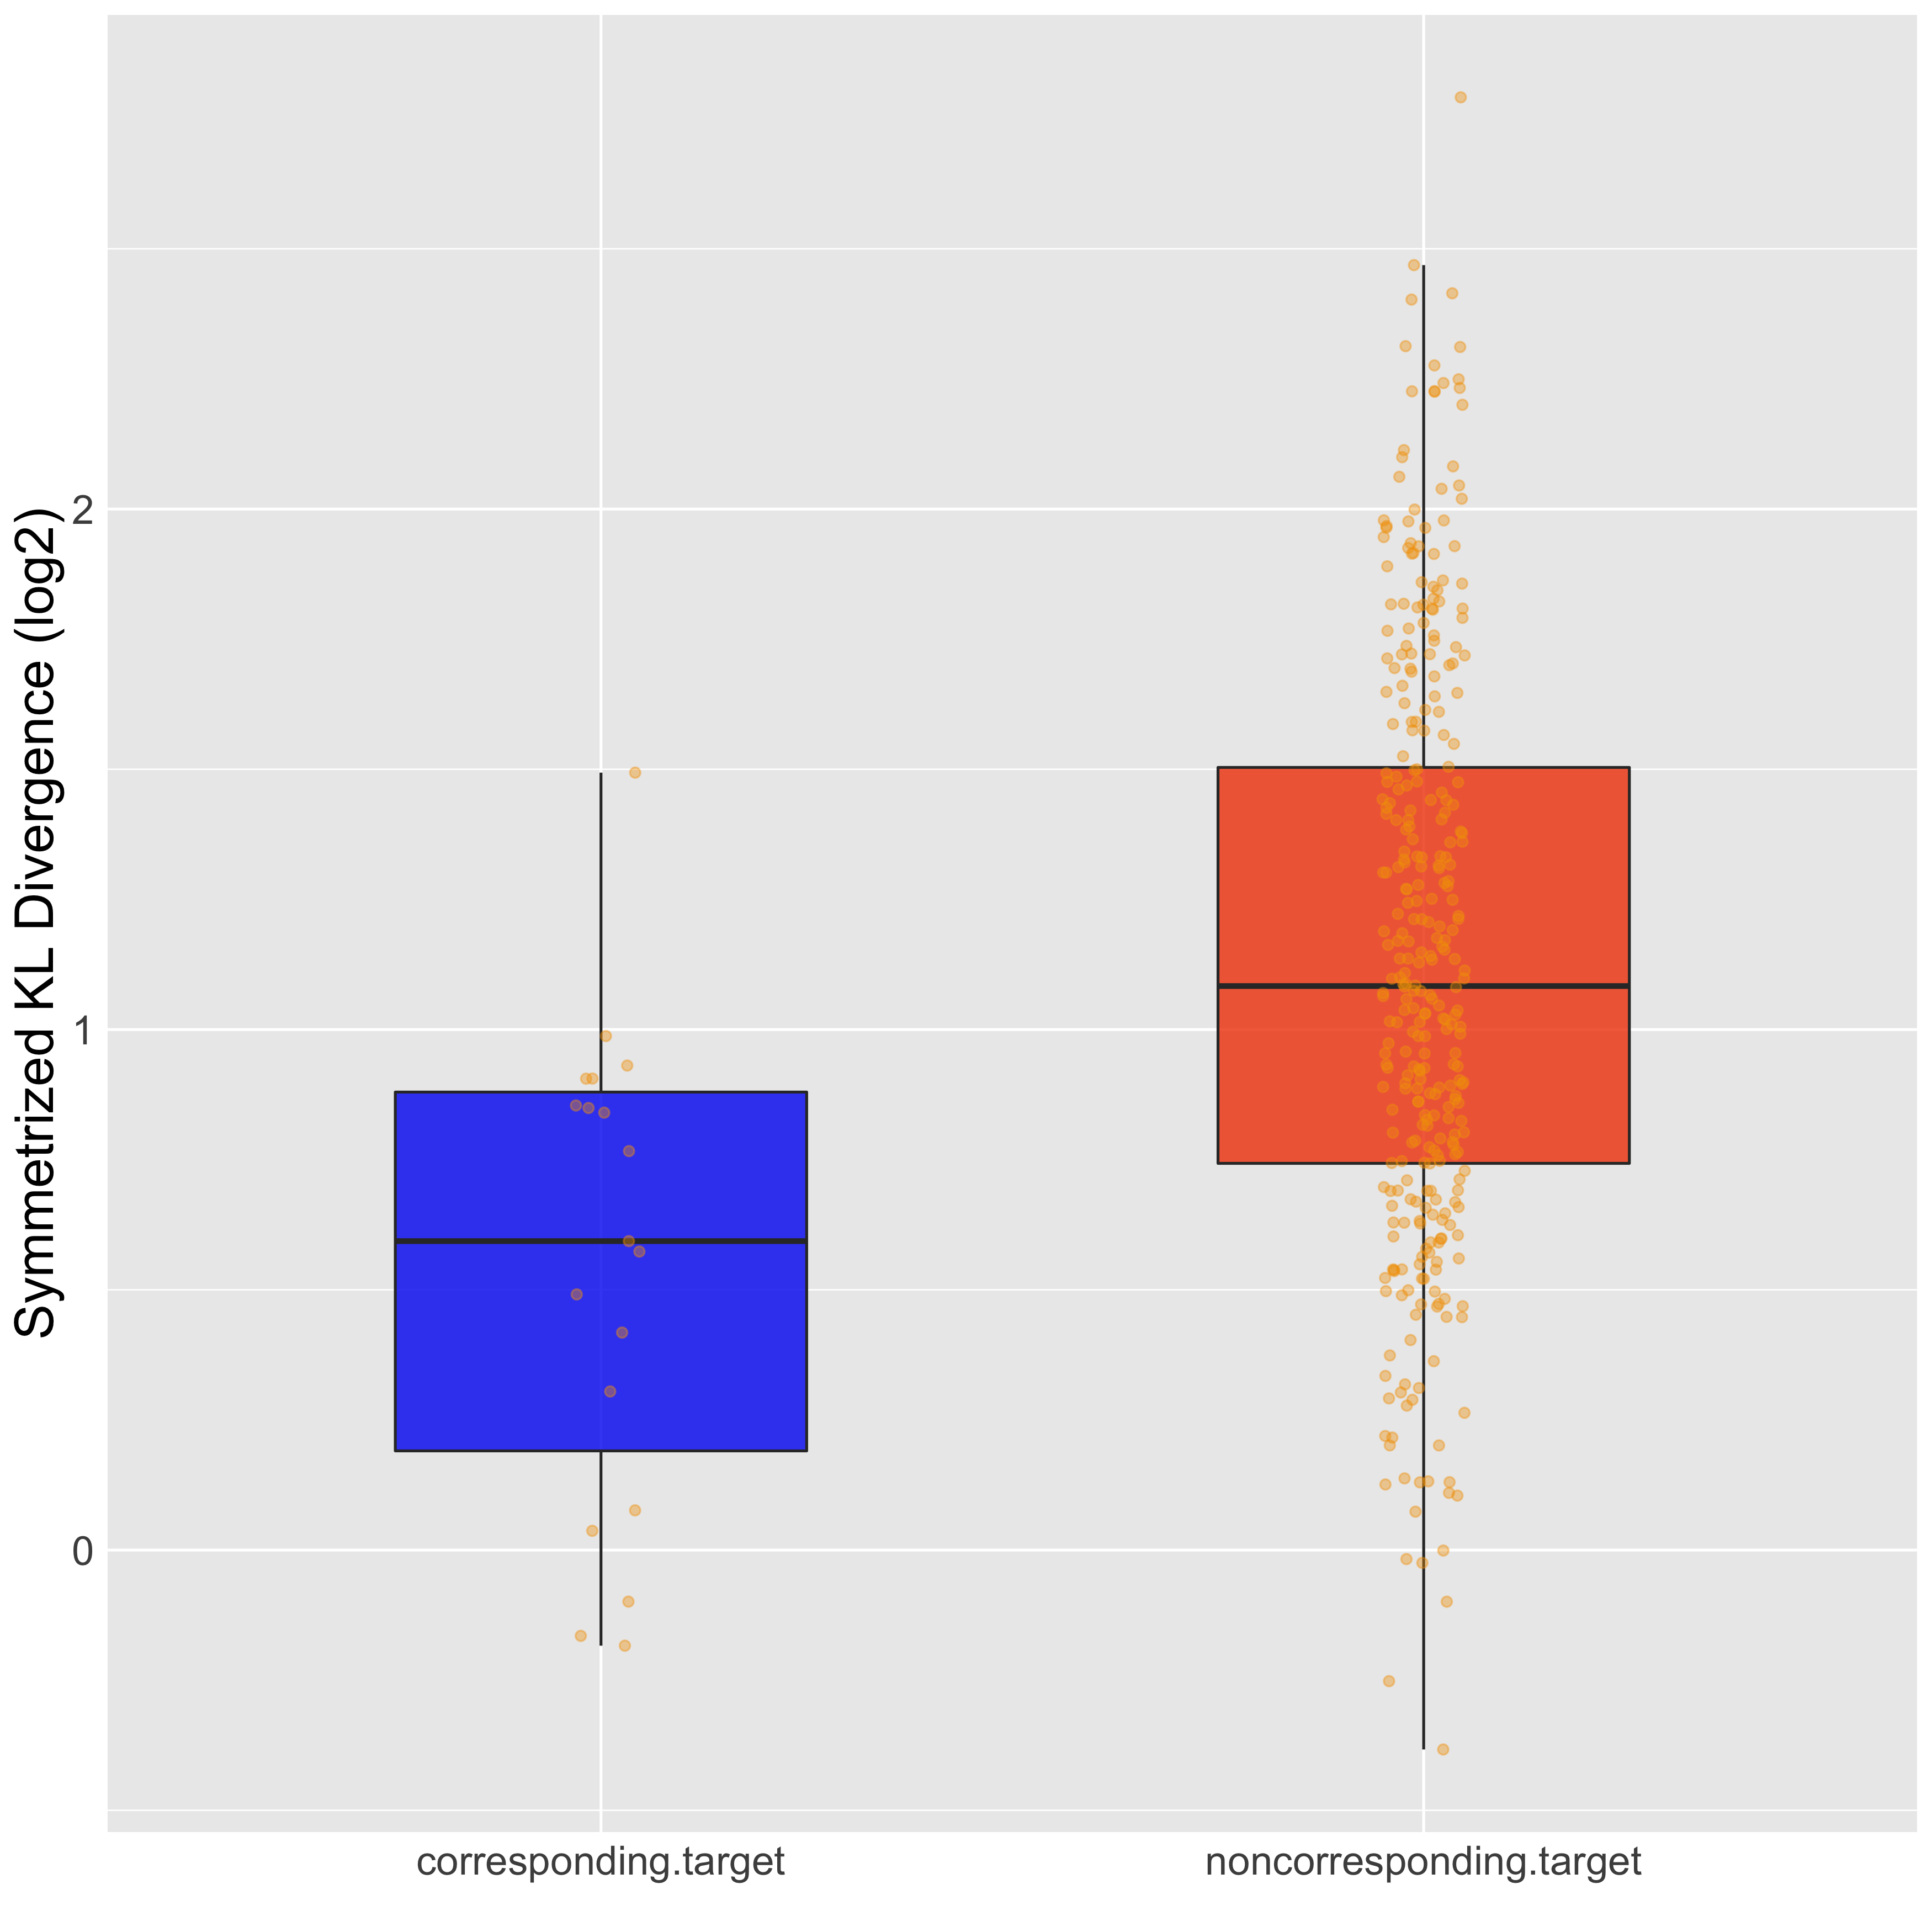 Symmetrized KL Divergence (log2)
2
1
0
corresponding.target
noncorresponding.target